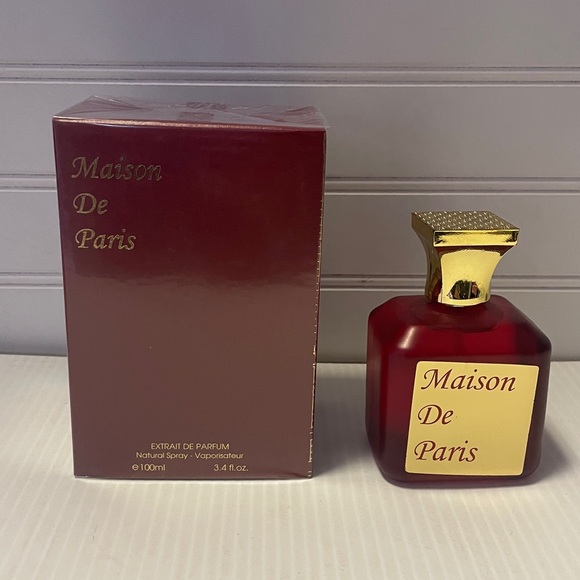 Maison
De
Paris
EXTRAIT DE PARFUM
Natural Spray - Vaporisateur
e 100ml 3.4 fl.oz.
Maison
De
Paris